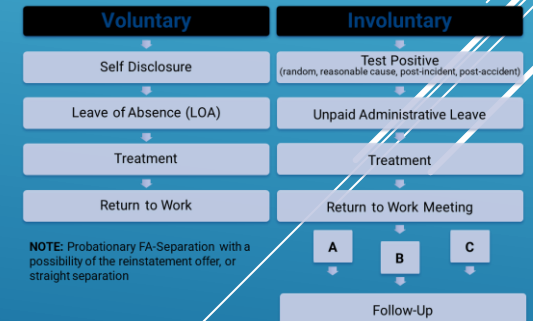 Voluntary
Self Disclosure
Leave of Absence (LOA)
Treatment
Return to Work
NOTE: Probationary FA-Separation with a
possibility of the reinstatement offer, or
straight separation
Involuntary
Test Positive
(random, reasonable cause, post-incident, post-accident)
Unpaid Administrative Leave
Treatment
Return to Work Meeting
A
B
C
Follow-Up